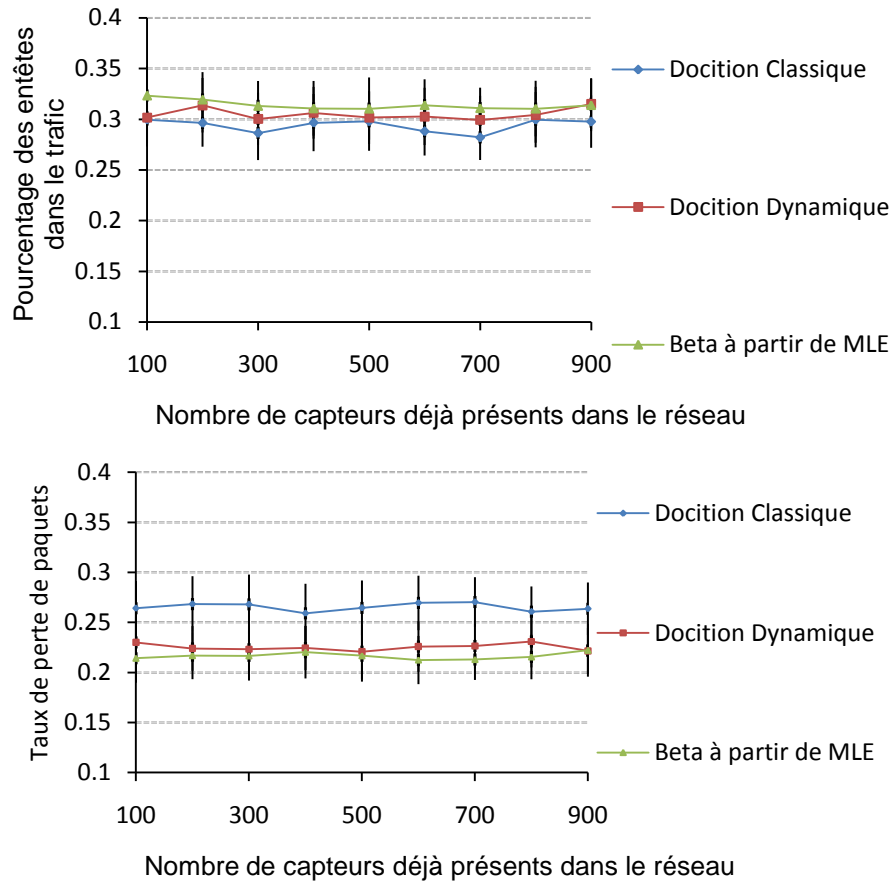 0.4
0.35
0.3
0.25
0.2
0.15
0.1
Pourcentage des entêtes
dans le trafic
100
300
500
700
900
Nombre de capteurs déjà présents dans le réseau
Docition Classique
Docition Dynamique
Beta à partir de MLE
0.4
0.35
0.3
0.25
0.2
0.15
0.1
Taux de perte de paquets
100
300
500
700
900
Nombre de capteurs déjà présents dans le réseau
Docition Classique
Docition Dynamique
Beta à partir de MLE